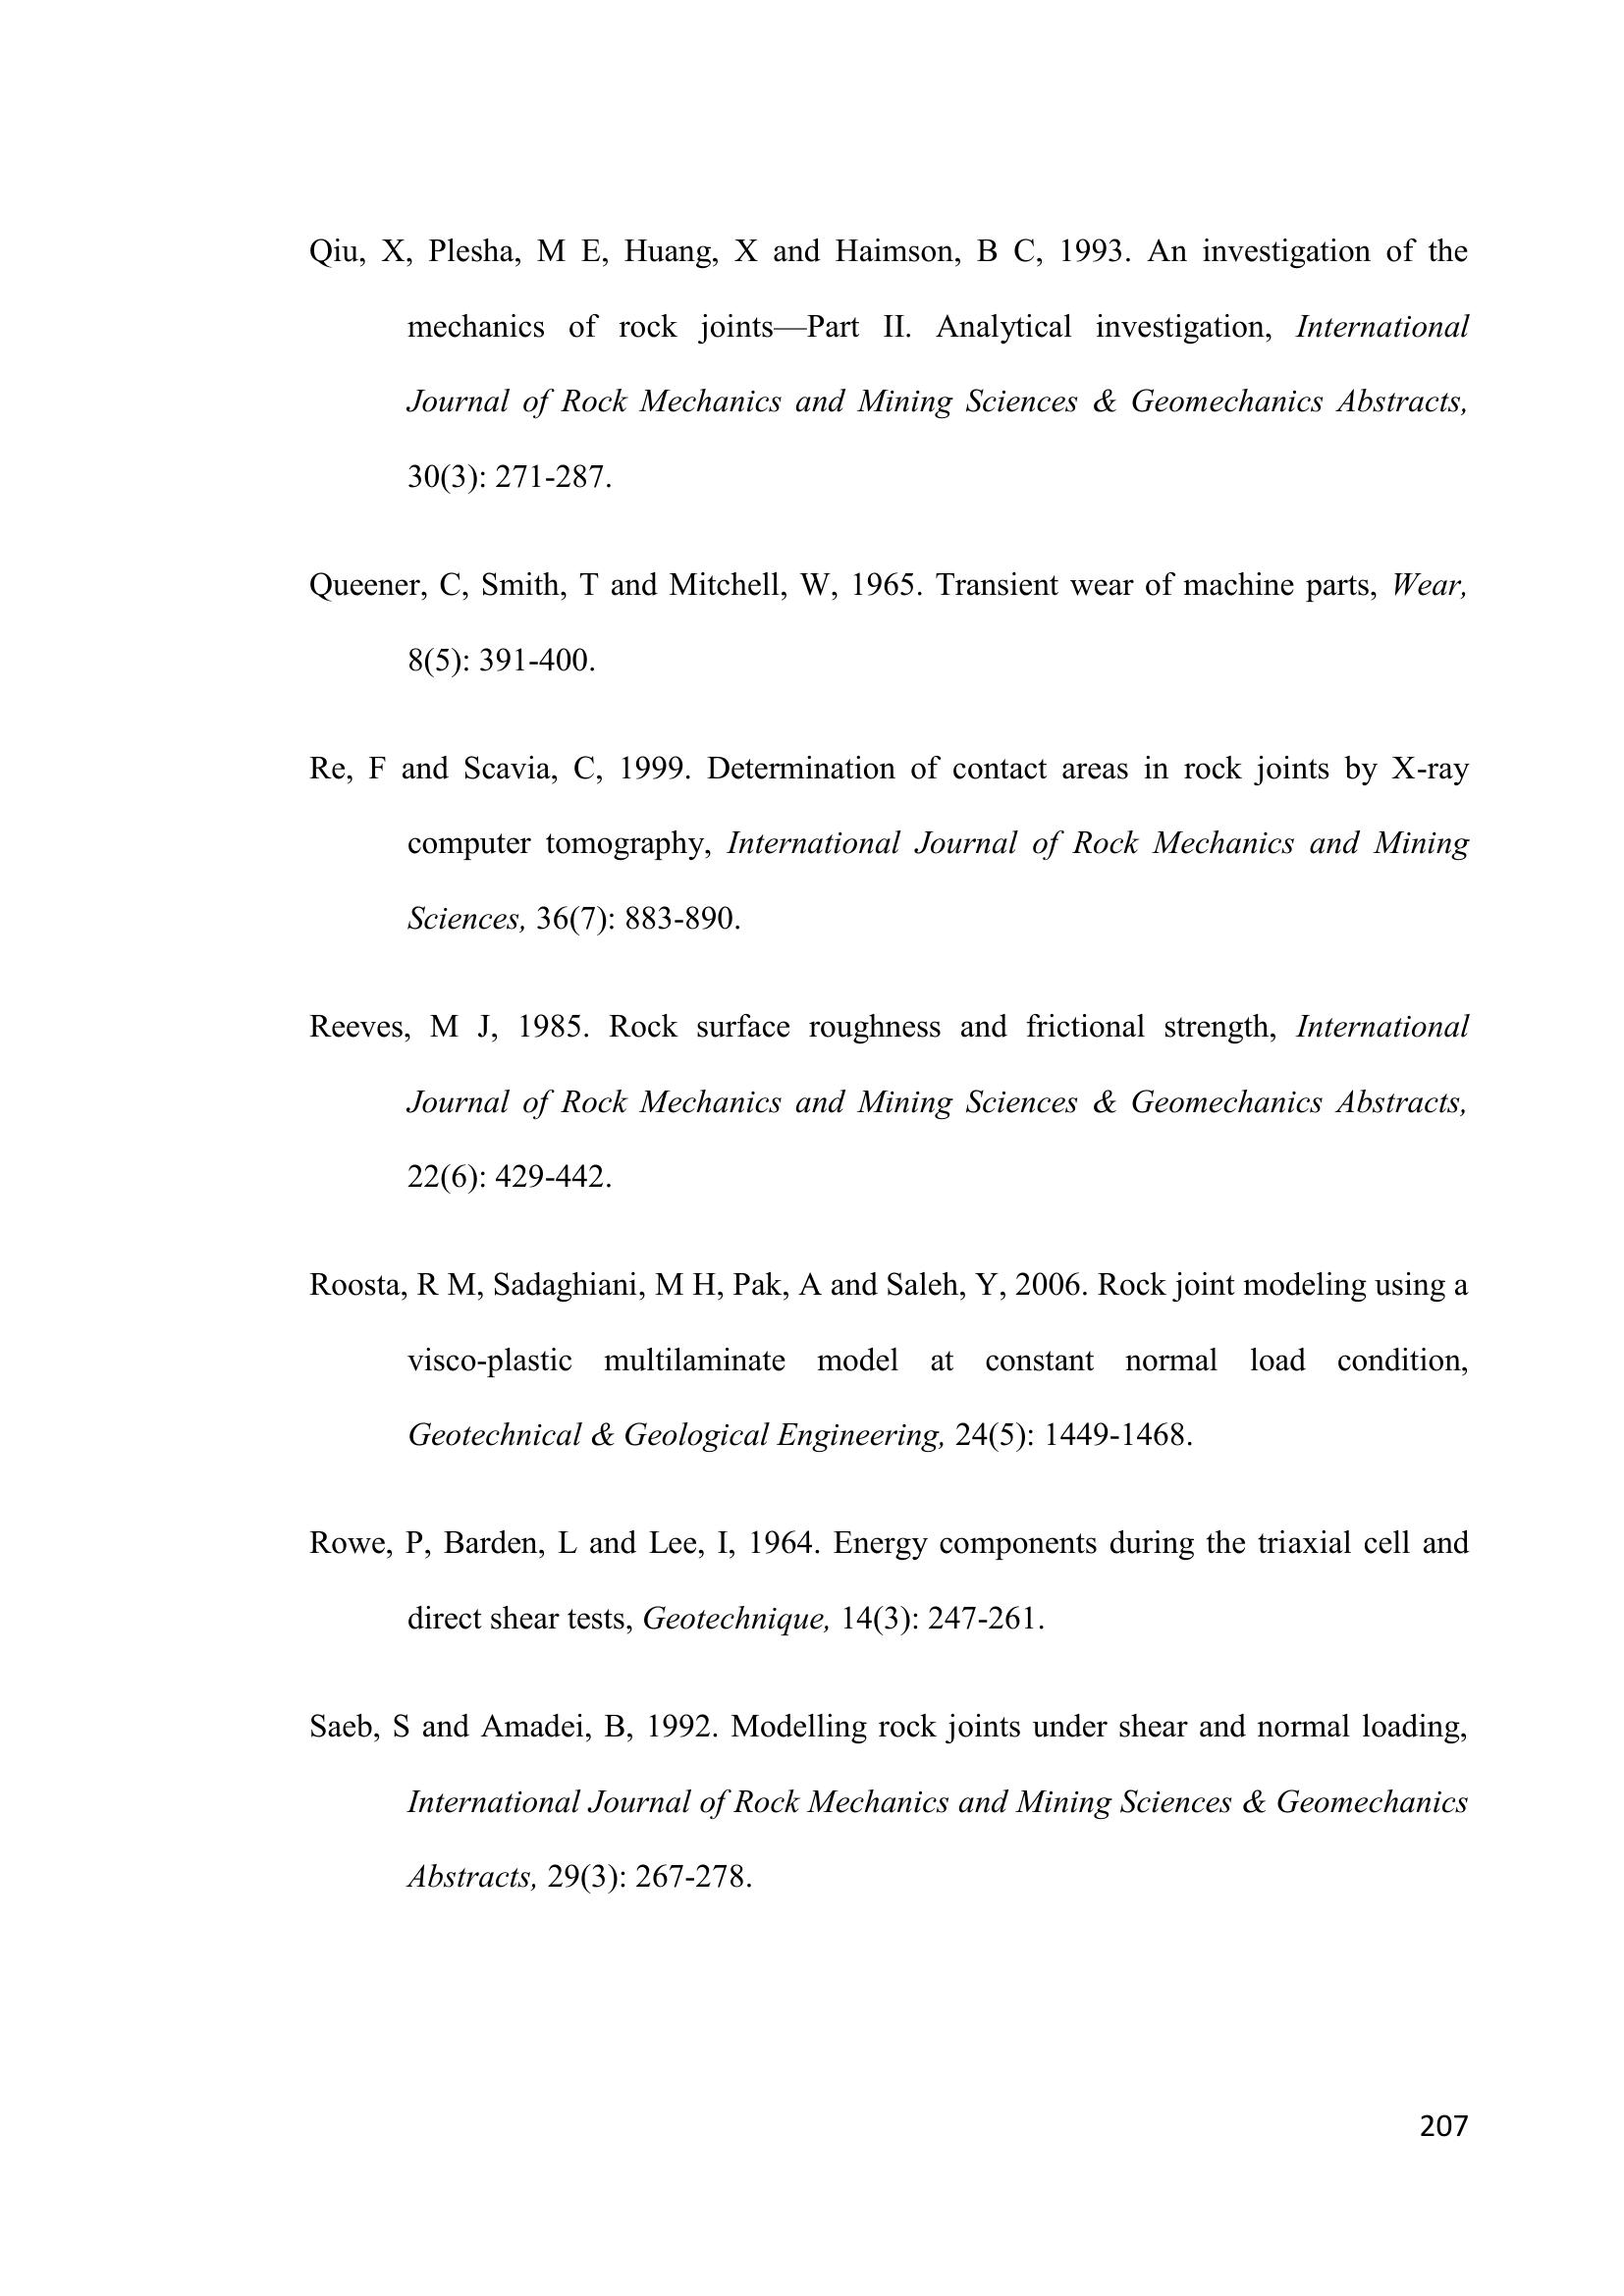 Qiu, X, Plesha, M E, Huang, X and Haimson, B C, 1993. An investigation of the
mechanics of rock joints—Part II. Analytical investigation, International
Journal of Rock Mechanics and Mining Sciences & Geomechanics Abstracts,
30(3): 271-287.
Queener, C, Smith, T and Mitchell, W, 1965. Transient wear of machine parts, Wear,
8(5): 391-400.
Re, F and Scavia, C, 1999. Determination of contact areas in rock joints by X-ray
computer tomography, International Journal of Rock Mechanics and Mining
Sciences, 36(7): 883-890.
Reeves, M J, 1985. Rock surface roughness and frictional strength, International
Journal of Rock Mechanics and Mining Sciences & Geomechanics Abstracts,
22(6): 429-442.
Roosta, R M, Sadaghiani, M H, Pak, A and Saleh, Y, 2006. Rock joint modeling using a
visco-plastic multilaminate model at constant normal load condition,
Geotechnical & Geological Engineering, 24(5): 1449-1468.
Rowe, P, Barden, L and Lee, I, 1964. Energy components during the triaxial cell and
direct shear tests, Geotechnique, 14(3): 247-261.
Saeb, S and Amadei, B, 1992. Modelling rock joints under shear and normal loading,
International Journal of Rock Mechanics and Mining Sciences & Geomechanics
Abstracts, 29(3): 267-278.
207